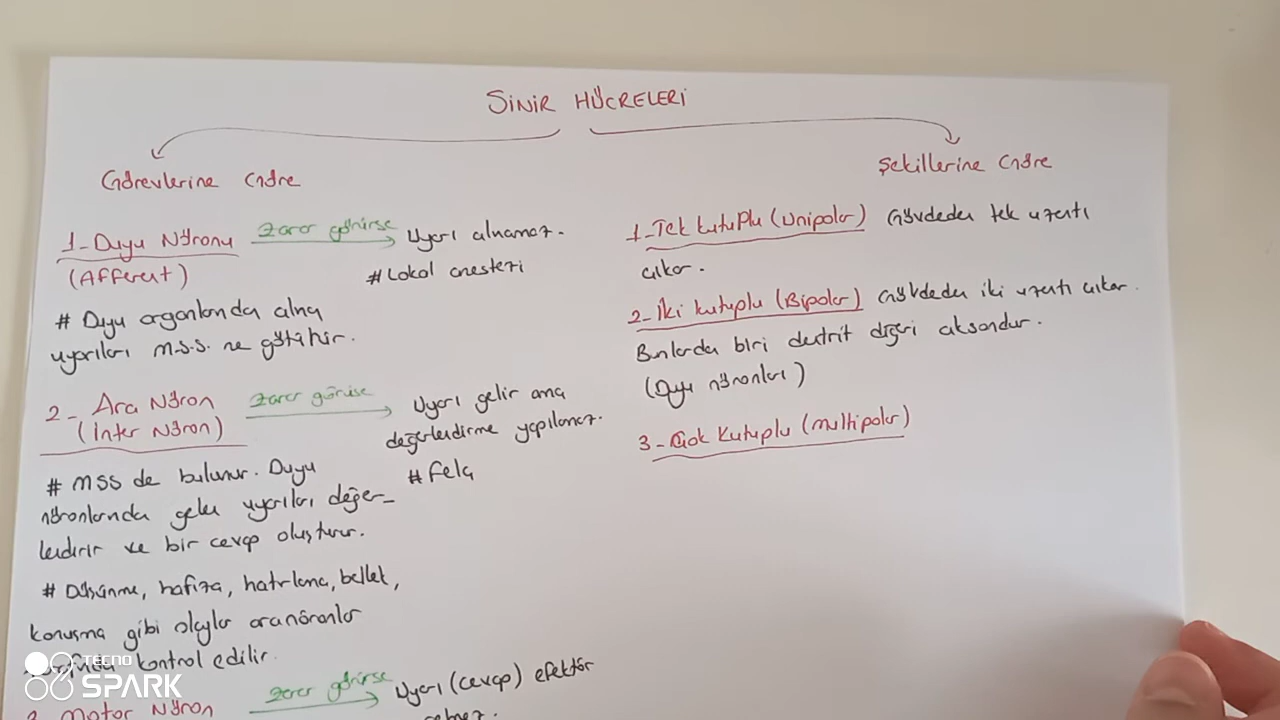 SINIR HÜCRELERİ
Görevlerine Göre
1- Duyu Nöronu
(Afferent)
zarar görürse
Uyarı alınamaz.
# Lokal anestezi
# Duyu organlarından alınan
uyarıları M.S.S. ne götürür.
2- Ara Nöron
(İnter Nöron)
zarar görürse
Uyarı gelir ama
değerlendirme yapılamaz.
# Felç
# MSS de bulunur. Duyu
nöronlarından gelen uyarıları değer-
lendirir ve bir cevap oluşturur.
# Düşünme, hafıza, hatırlama, bellek,
konuşma gibi olaylar ara nöronlar
kontrol edilir.
Motor Nöron
zarar görürse
Uyarı (cevap) efektör
Şekillerine Göre
1- Tek kutuplu (Unipolar) Gövdeden tek uzantı
çıkar.
2- İki kutuplu (Bipolar) Gövdeden iki uzantı çıkar.
Bunlardan biri dentrit diğeri aksondur.
(Duyu nöronları)
3- Çok Kutuplu (multipolar)
TECNO
SPARK